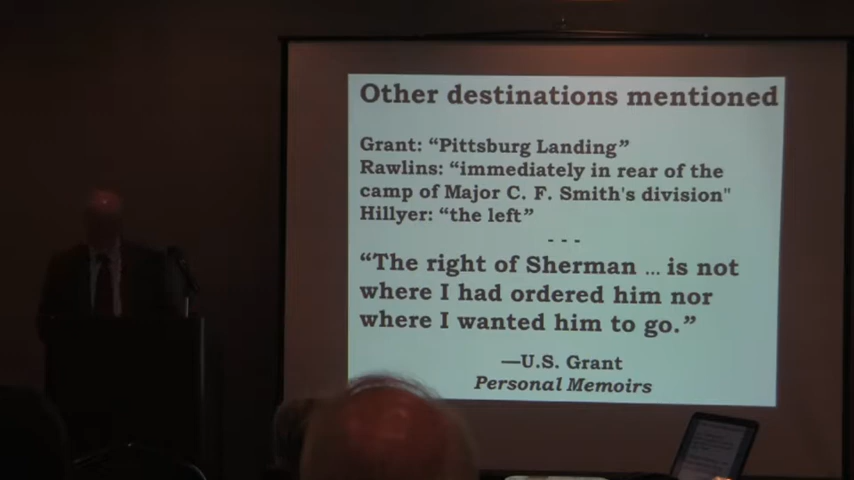 Other destinations mentioned
Grant: “Pittsburg Landing”
Rawlins: “immediately in rear of the
camp of Major C. F. Smith's division"
Hillyer: “the left”
- - -
“The right of Sherman ... is not
where I had ordered him nor
where I wanted him to go.”
—U.S. Grant
Personal Memoirs